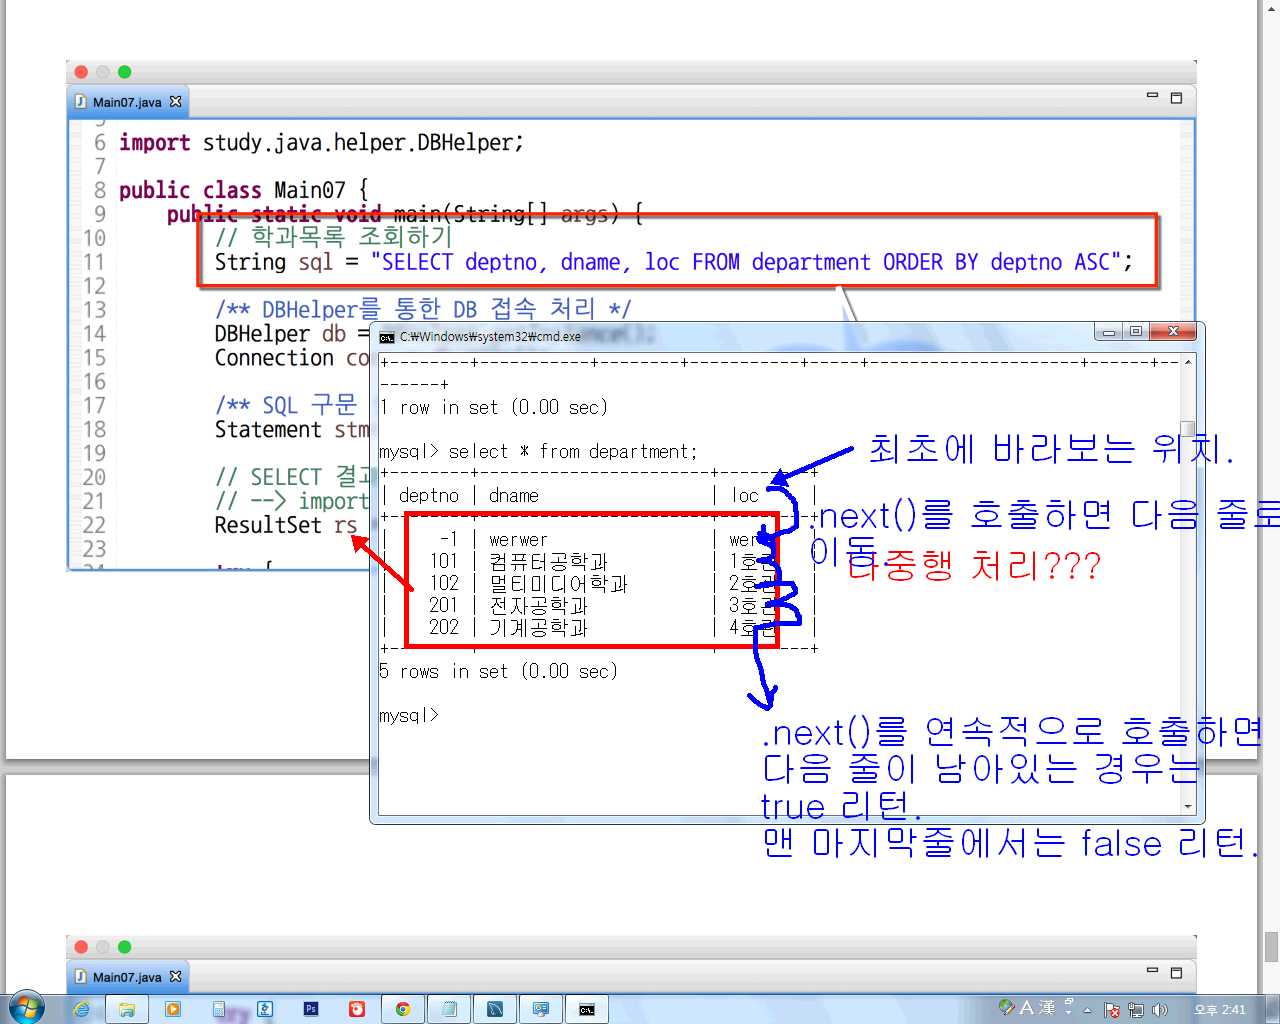 Main07.java
6 import study.java.helper.DBHelper;
7
8 public class Main07 {
9 public static void main(String[] args) {
10 // 학과목록 조회하기
11 String sql = "SELECT deptno, dname, loc FROM department ORDER BY deptno ASC";
12
13 /** DBHelper를 통한 DB 접속 처리 */
14 DBHelper db =
15 Connection
16
17 /** SQL 구문
18 Statement
19
20 // SELECT
21 // --> import
22 ResultSet rs
23
C:\Windows\system32\cmd.exe
+--------+-----------+--------+-----------+-----+-----------+------+--
------+
1 row in set (0.00 sec)
mysql> select * from department;
최초에 바라보는 위치.
| deptno | dname | loc |
.next()를 호출하면 다음 줄로
이동.
다중행 처리???
| -1 | werwer |
| 101 | 컴퓨터공학과 | 1호관
| 102 | 멀티미디어학과 | 2호관
| 201 | 전자공학과 | 3호관
| 202 | 기계공학과 | 4호관
5 rows in set (0.00 sec)
mysql>
.next()를 연속적으로 호출하면
다음 줄이 남아있는 경우는
true 리턴.
맨 마지막줄에서는 false 리턴.
Main07.java
A 漢
오후 2:41